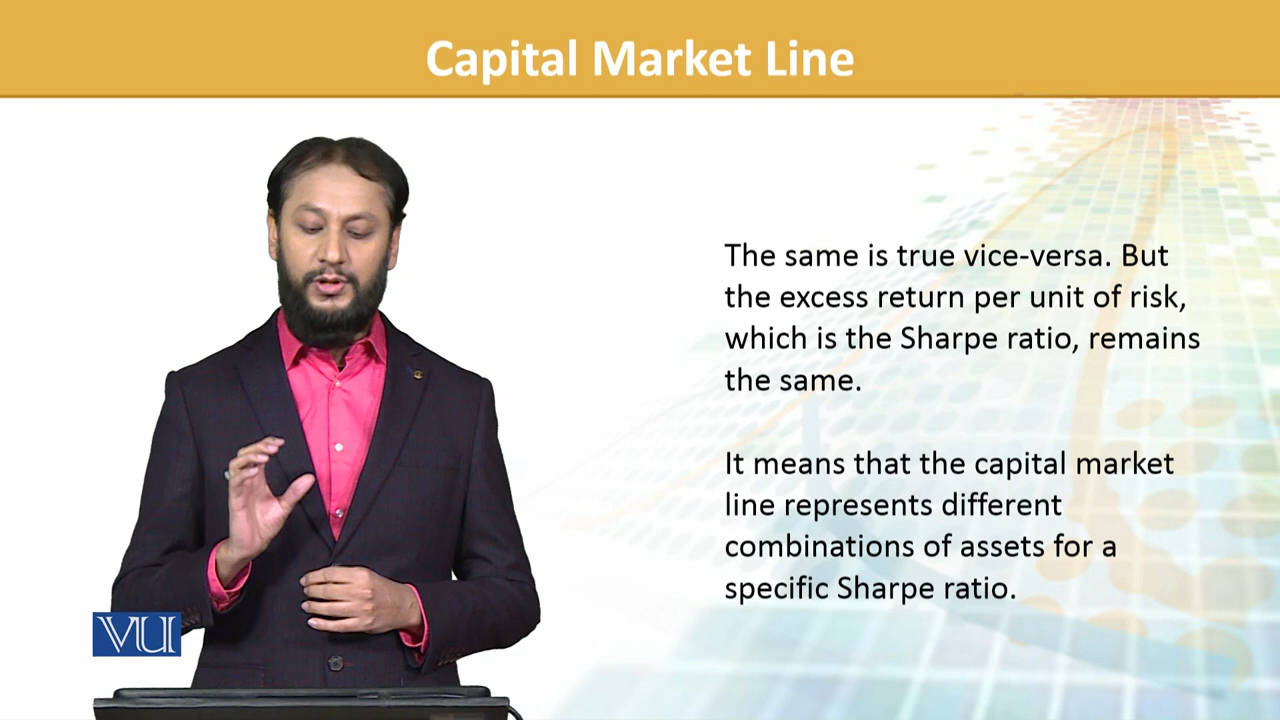 Capital Market Line
The same is true vice-versa. But
the excess return per unit of risk,
which is the Sharpe ratio, remains
the same.
It means that the capital market
line represents different
combinations of assets for a
specific Sharpe ratio.
VU